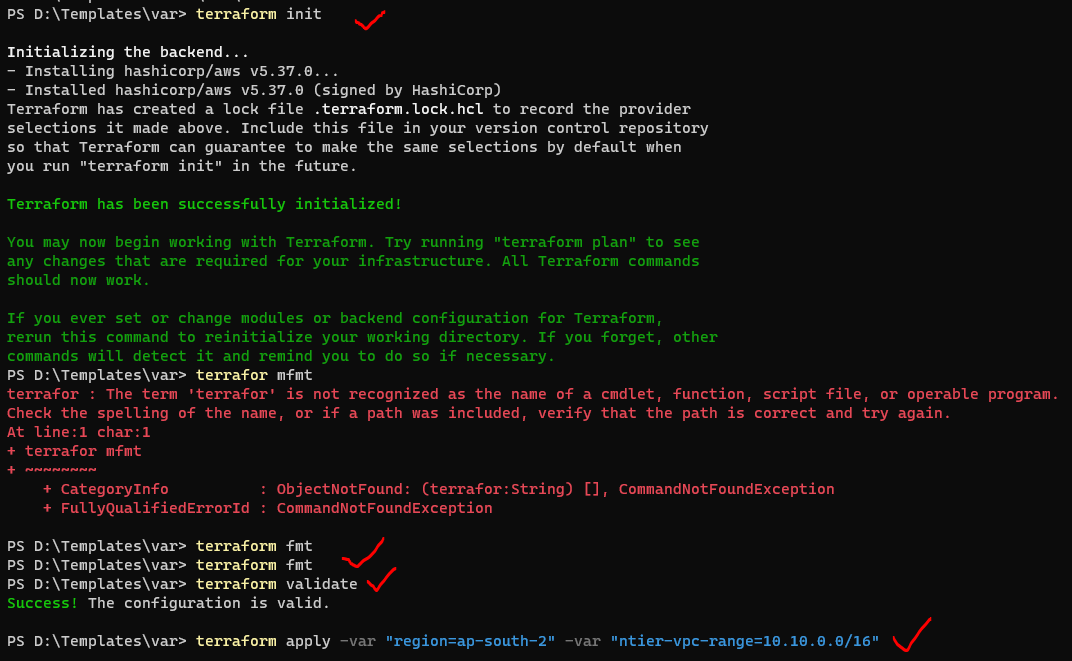 PS D:\Templates\var> terraform init
Initializing the backend...
- Installing hashicorp/aws v5.37.0...
- Installed hashicorp/aws v5.37.0 (signed by HashiCorp)
Terraform has created a lock file .terraform.lock.hcl to record the provider
selections it made above. Include this file in your version control repository
so that Terraform can guarantee to make the same selections by default when
you run "terraform init" in the future.
Terraform has been successfully initialized!
You may now begin working with Terraform. Try running "terraform plan" to see
any changes that are required for your infrastructure. All Terraform commands
should now work.
If you ever set or change modules or backend configuration for Terraform,
rerun this command to reinitialize your working directory. If you forget, other
commands will detect it and remind you to do so if necessary.
PS D:\Templates\var> terrafor mfmt
terrafor : The term 'terrafor' is not recognized as the name of a cmdlet, function, script file, or operable program.
Check the spelling of the name, or if a path was included, verify that the path is correct and try again.
At line:1 char:1
+ terrafor mfmt
+ ~~~~~~~~
    + CategoryInfo          : ObjectNotFound: (terrafor:String) [], CommandNotFoundException
    + FullyQualifiedErrorId : CommandNotFoundException
PS D:\Templates\var> terraform fmt
PS D:\Templates\var> terraform fmt
PS D:\Templates\var> terraform validate
Success! The configuration is valid.
PS D:\Templates\var> terraform apply -var "region=ap-south-2" -var "ntier-vpc-range=10.10.0.0/16"